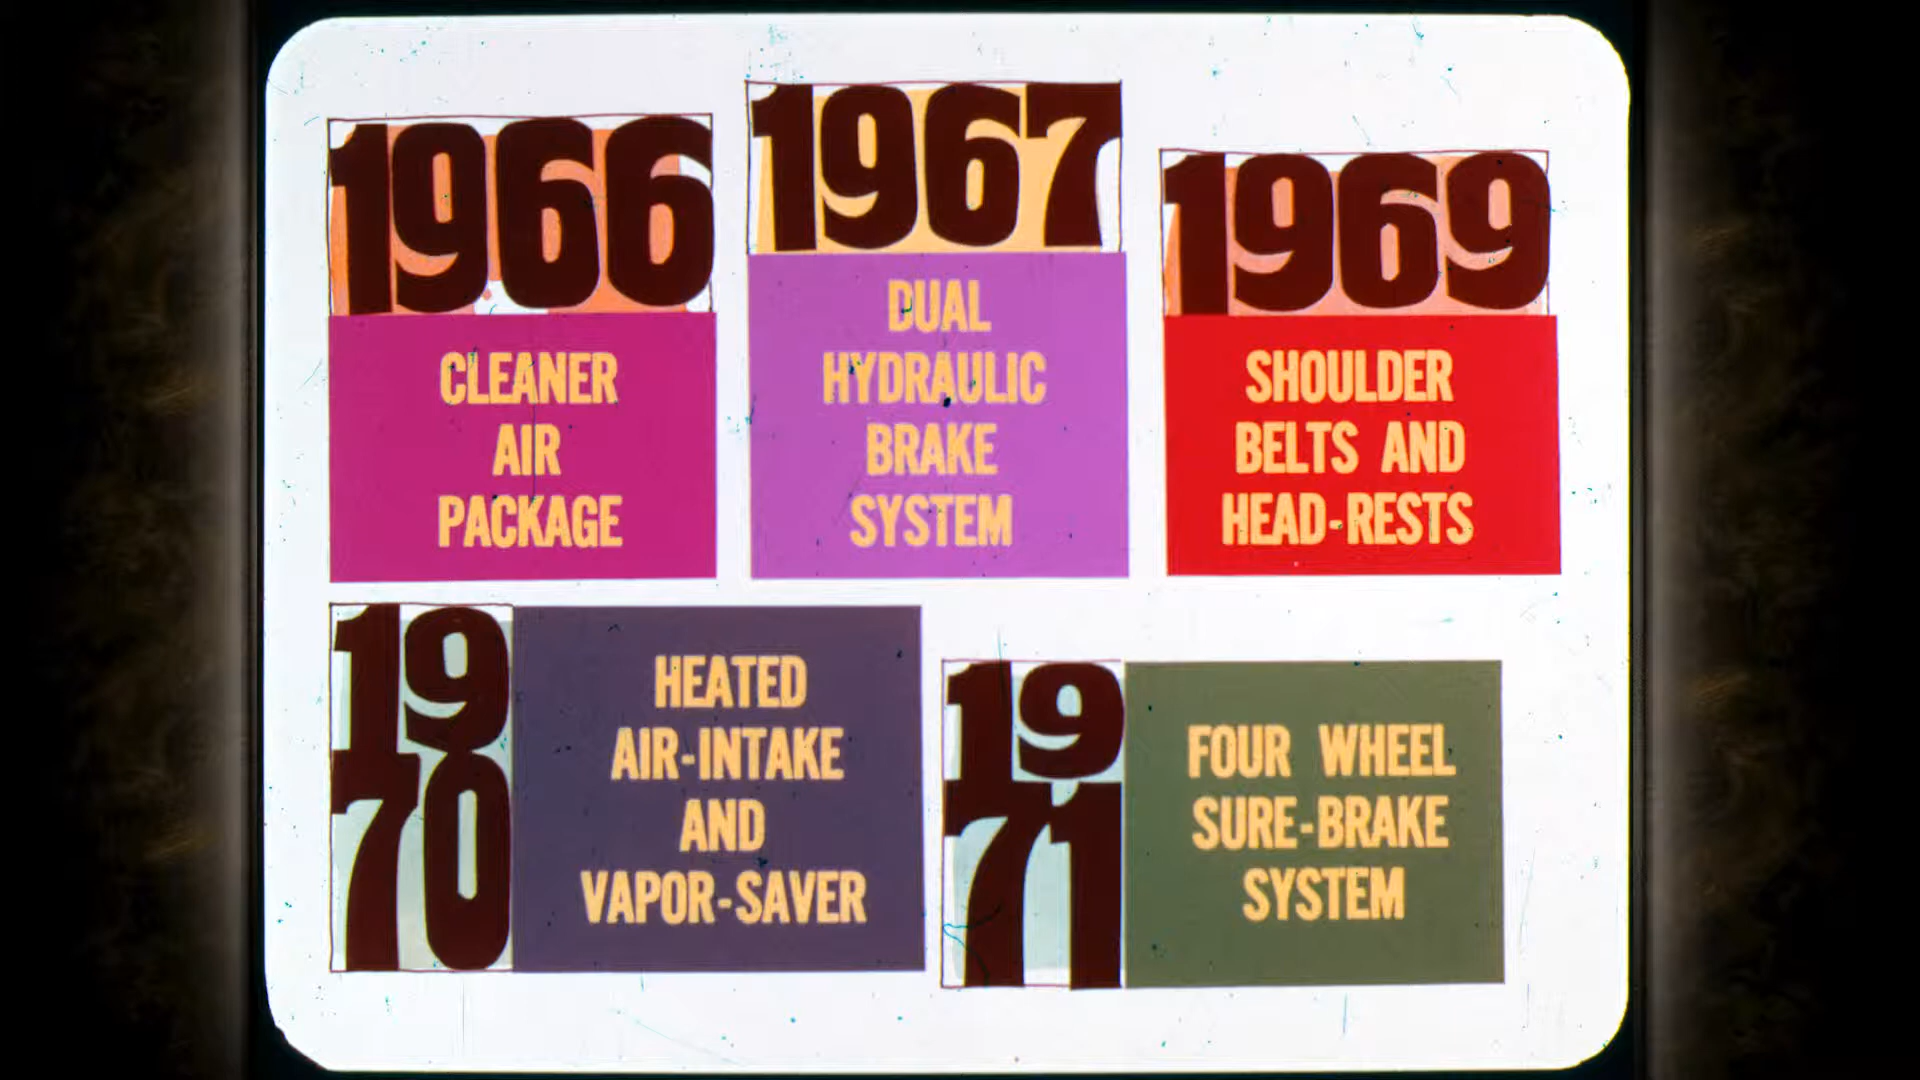 1966
CLEANER
AIR
PACKAGE
1967
DUAL
HYDRAULIC
BRAKE
SYSTEM
1969
SHOULDER
BELTS AND
HEAD-RESTS
19
70
HEATED
AIR-INTAKE
AND
VAPOR-SAVER
19
71
FOUR WHEEL
SURE-BRAKE
SYSTEM